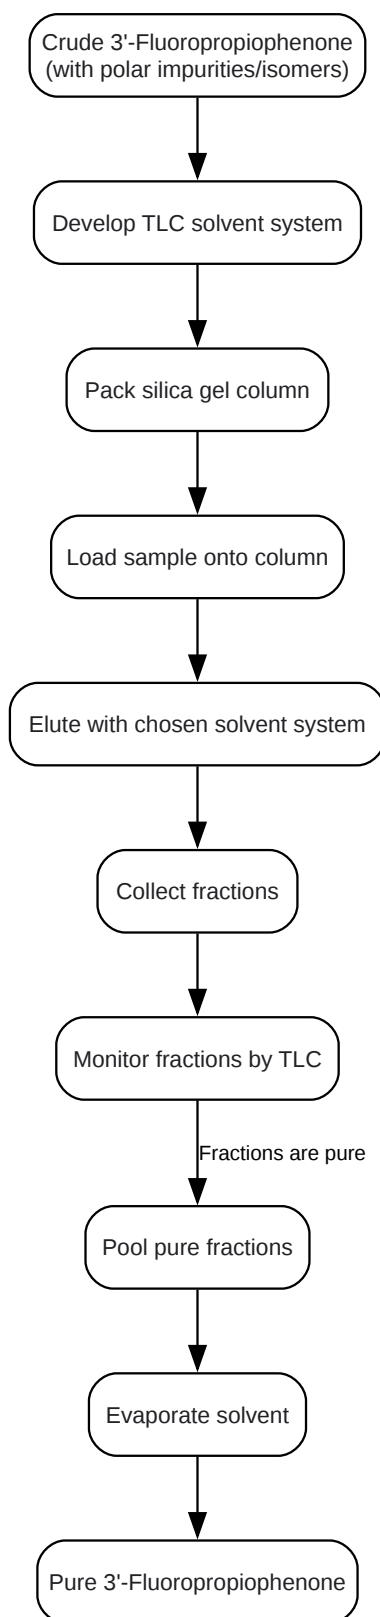 Crude 3'-Fluoropropiophenone
(with polar impurities/isomers)
Develop TLC solvent system
Pack silica gel column
Load sample onto column
Elute with chosen solvent system
Collect fractions
Monitor fractions by TLC
Fractions are pure
Pool pure fractions
Evaporate solvent
Pure 3'-Fluoropropiophenone